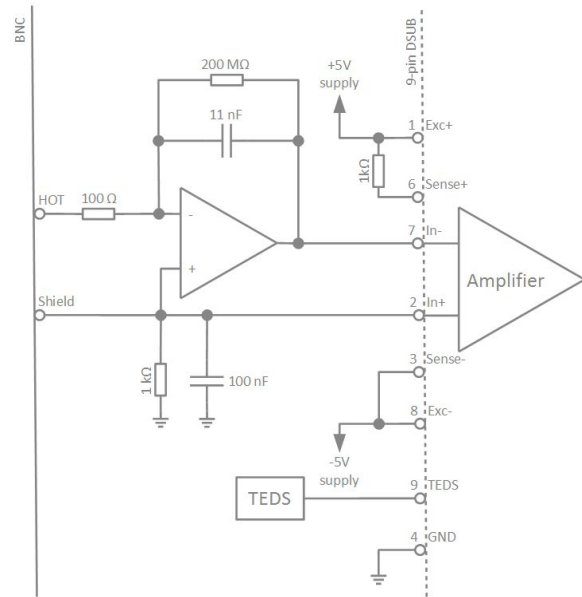 BNC
200 MΩ
+5V
supply
9-pin DSUB
11 nF
1
Exc+
1kΩ
6
Sense+
HOT
100 Ω
-
7
In-
+
Amplifier
Shield
2
In+
1 kΩ
100 nF
3
Sense-
8
Exc-
-5V
supply
TEDS
9
TEDS
4
GND